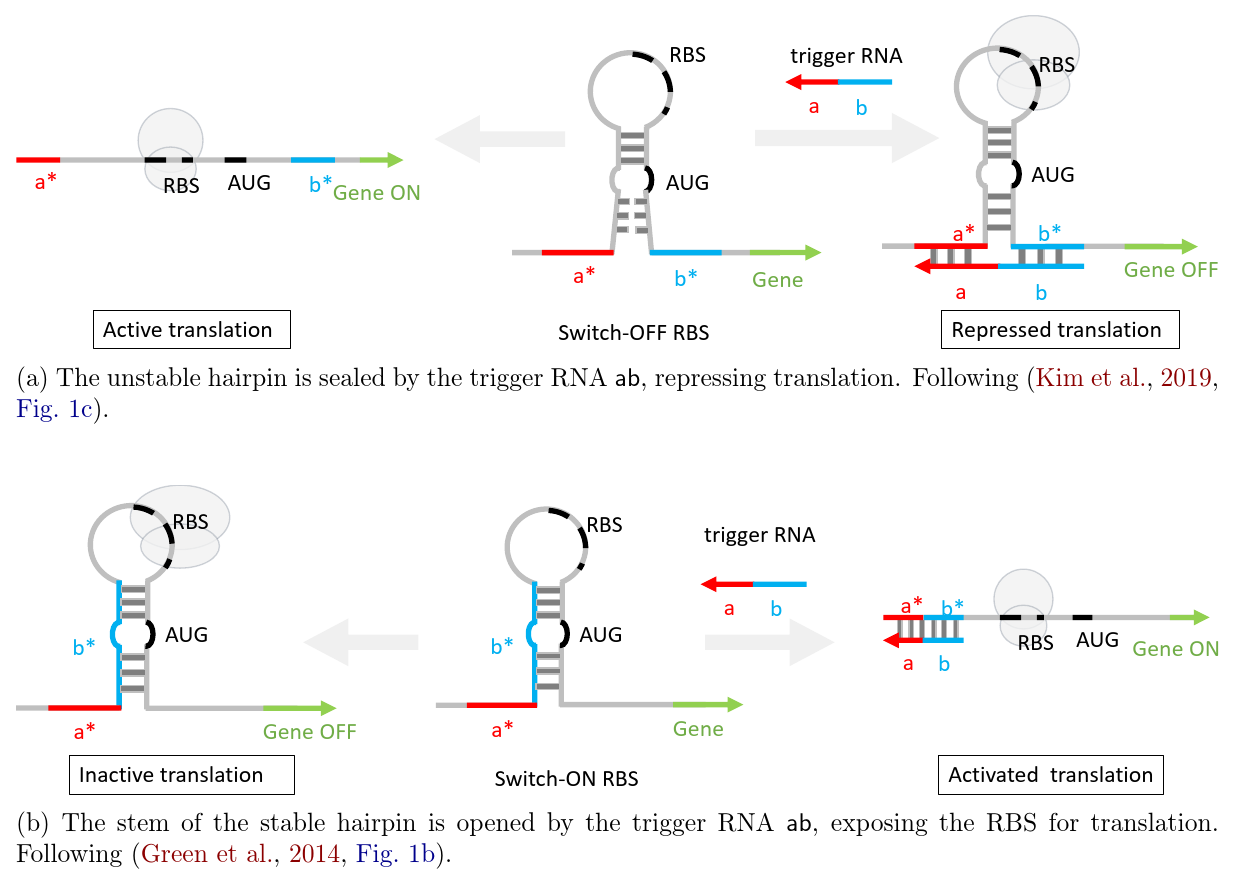 RBS
trigger RNA
RBS
a b
a* RBS AUG b* Gene ON
AUG
AUG
a* b* Gene
a* b*
Gene OFF
a b
Active translation
Switch-OFF RBS
Repressed translation
(a) The unstable hairpin is sealed by the trigger RNA ab, repressing translation. Following (Kim et al., 2019,
Fig. 1c).
RBS
RBS
trigger RNA
a b
b* AUG
b* AUG
a* b*
RBS AUG Gene ON
a b
a* Gene OFF
a* Gene
Inactive translation
Switch-ON RBS
Activated translation
(b) The stem of the stable hairpin is opened by the trigger RNA ab, exposing the RBS for translation.
Following (Green et al., 2014, Fig. 1b).